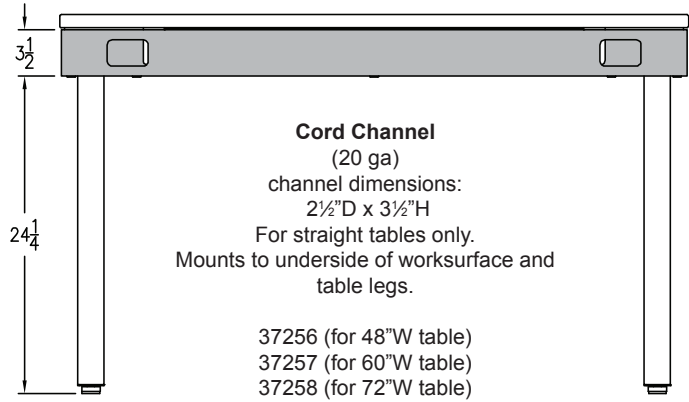 3½
24¼
Cord Channel
(20 ga)
channel dimensions:
2½”D x 3½”H
For straight tables only.
Mounts to underside of worksurface and
table legs.
37256 (for 48”W table)
37257 (for 60”W table)
37258 (for 72”W table)